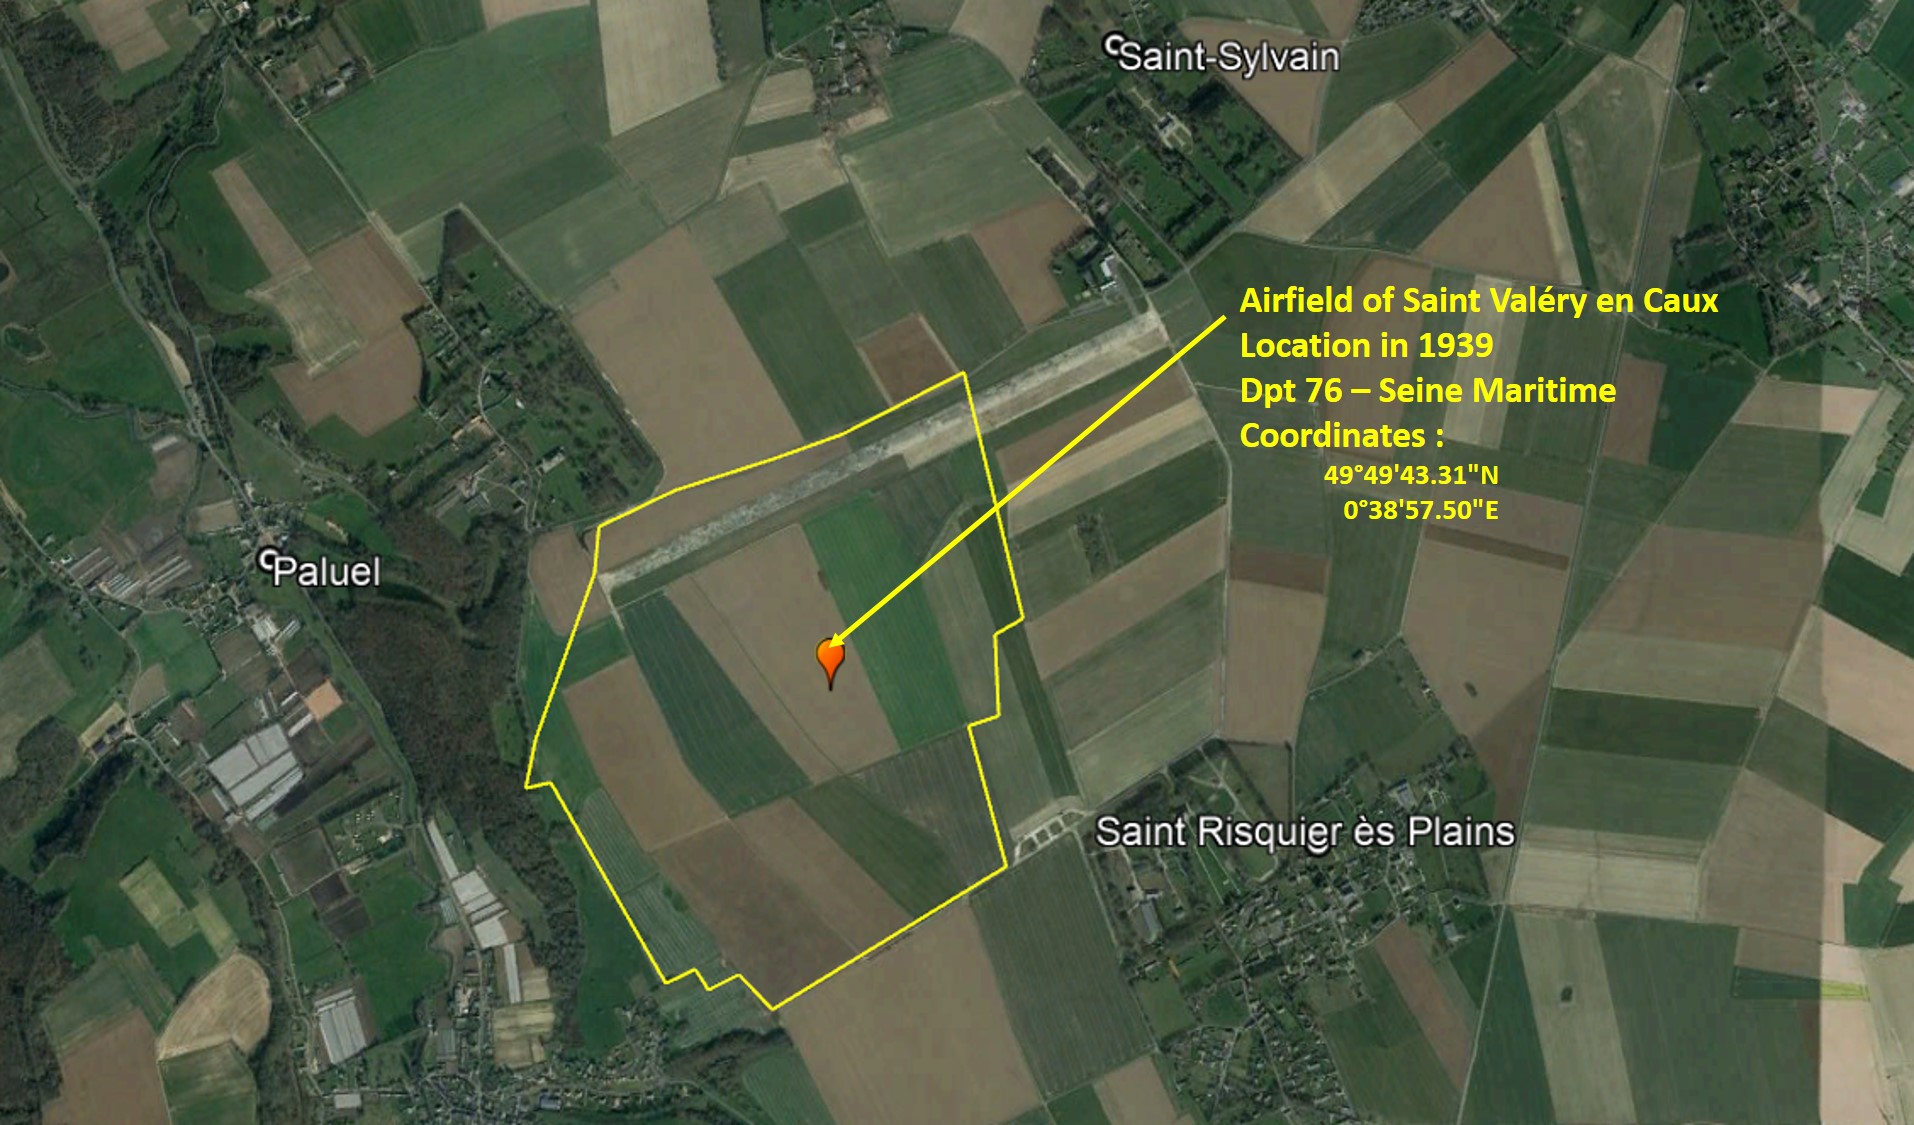 Saint-Sylvain
Airfield of Saint Valéry en Caux
Location in 1939
Dpt 76 – Seine Maritime
Coordinates :
49°49'43.31"N
0°38'57.50"E
Paluel
Saint Risquier ès Plains